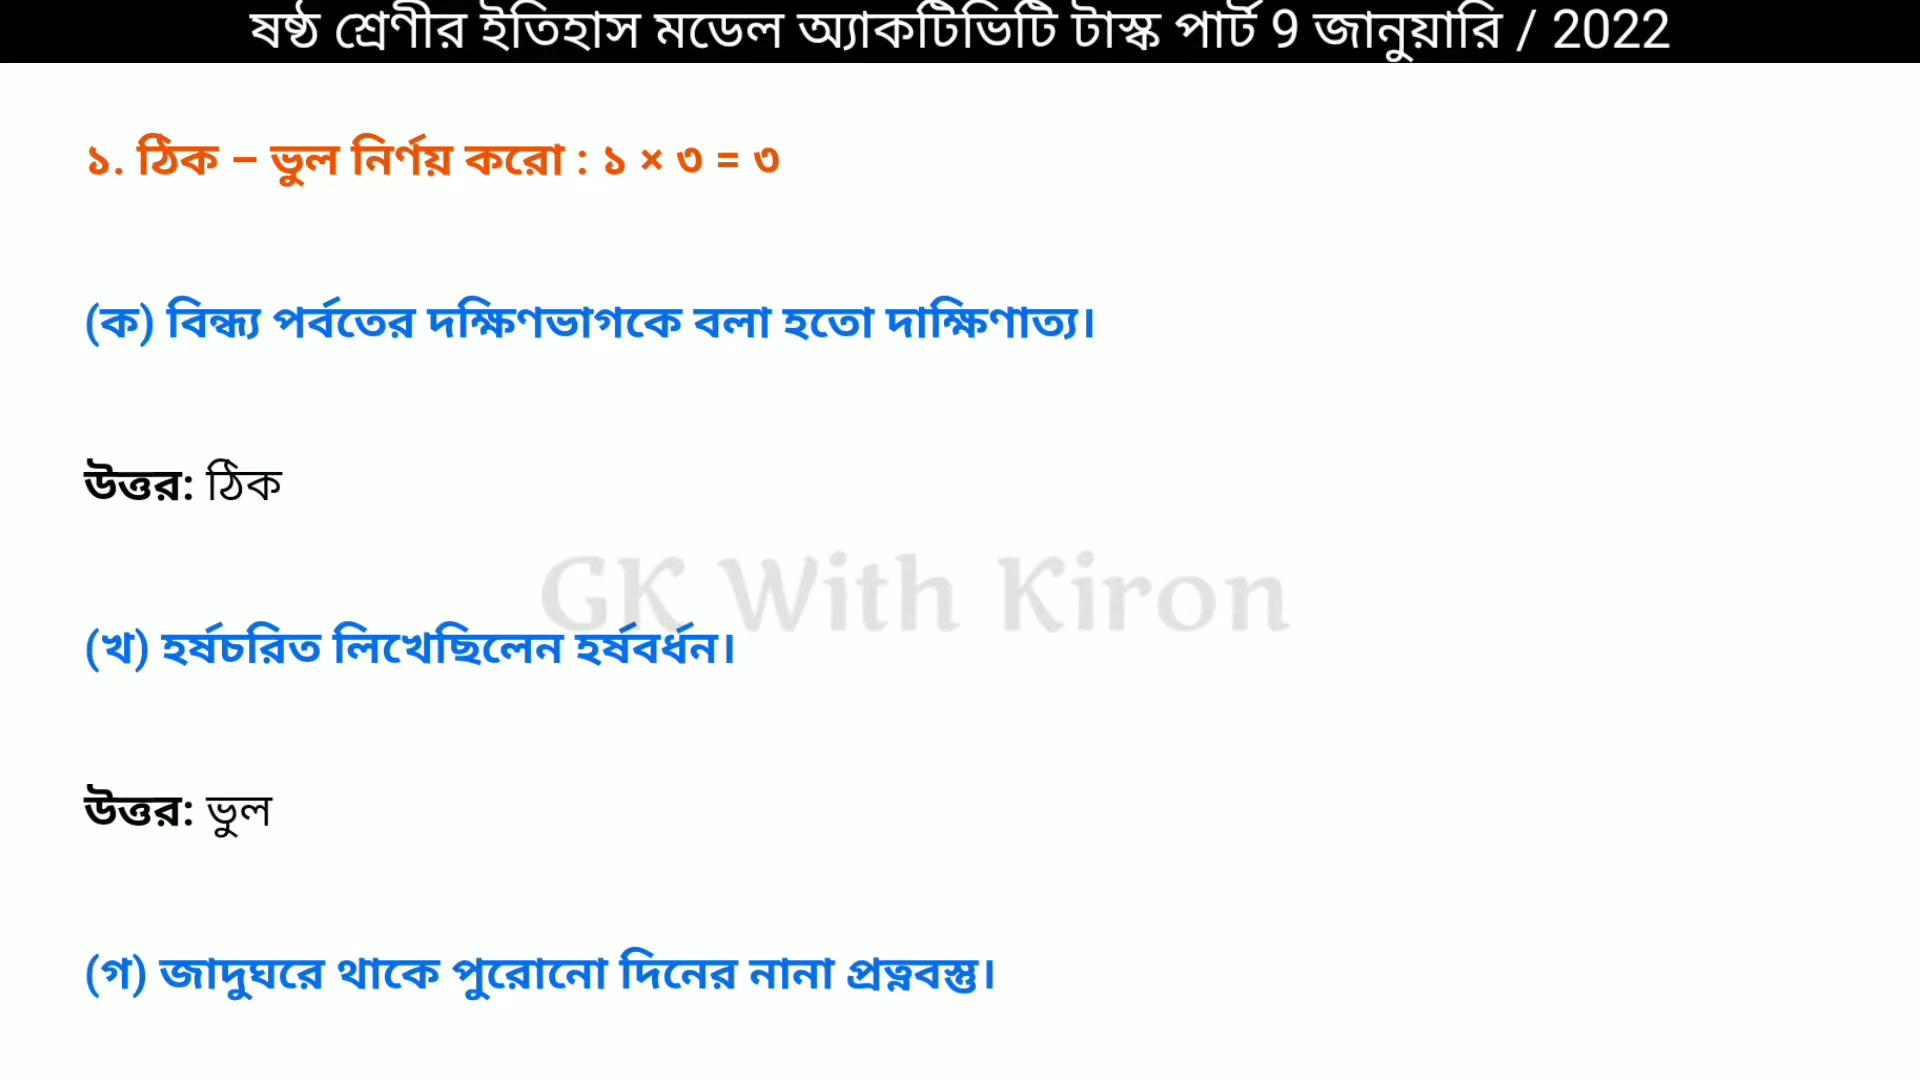 ষষ্ঠ শ্রেণীর ইতিহাস মডেল অ্যাকটিভিটি টাস্ক পার্ট 9 জানুয়ারি / 2022
১. ঠিক – ভুল নির্ণয় করো : ১ × ৩ = ৩
(ক) বিন্ধ্য পর্বতের দক্ষিণভাগকে বলা হতো দাক্ষিণাত্য।
উত্তর: ঠিক
GK With Kiron
(খ) হর্ষচরিত লিখেছিলেন হর্ষবর্ধন।
উত্তর: ভুল
(গ) জাদুঘরে থাকে পুরোনো দিনের নানা প্রত্নবস্তু।